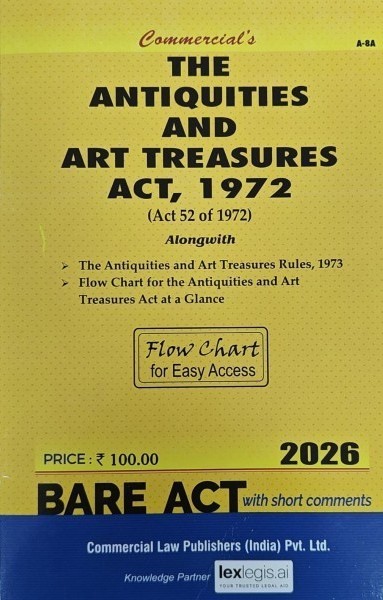 Commercial's
A-8A
THE
ANTIQUITIES
AND
ART TREASURES
ACT, 1972
(Act 52 of 1972)
Alongwith
➤ The Antiquities and Art Treasures Rules, 1973
➤ Flow Chart for the Antiquities and Art
Treasures Act at a Glance
Flow Chart
for Easy Access
PRICE : ₹ 100.00
2026
BARE ACT with short comments
Commercial Law Publishers (India) Pvt. Ltd.
Knowledge Partner
lexlegis.ai
YOUR TRUSTED LEGAL AID